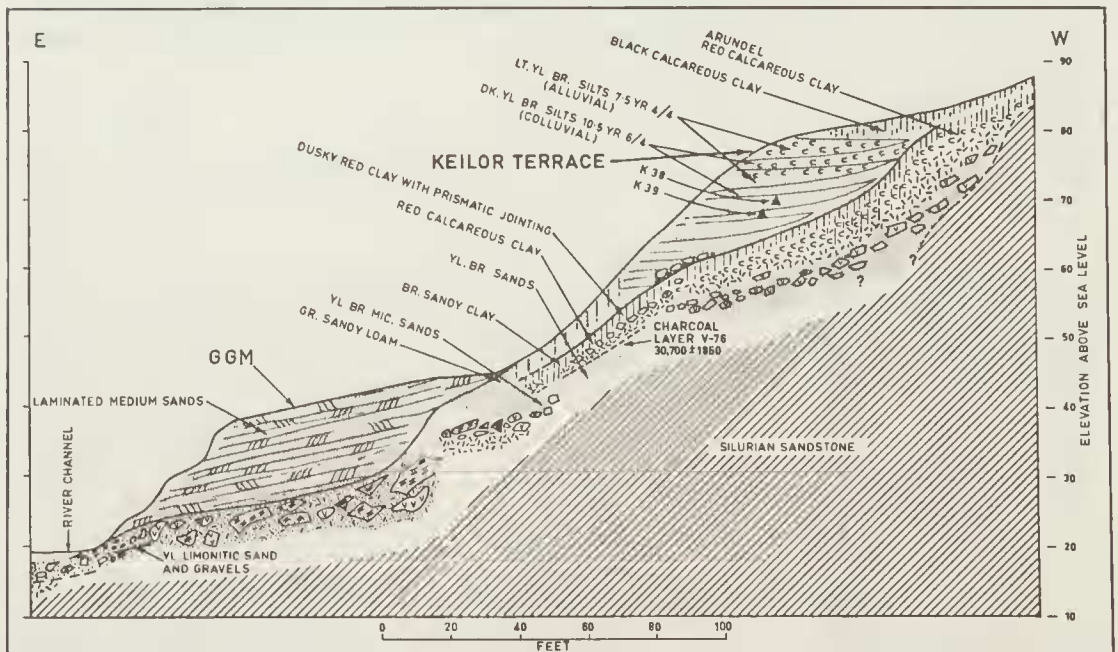 E
W
ARUNDEL
RED CALCAREOUS CLAY
BLACK CALCAREOUS CLAY
LT. YL BR. SILTS 7·5 YR 4/4
(ALLUVIAL)
DK. YL BR SILTS 10·5 YR 6/4
(COLLUVIAL)
KEILOR TERRACE
K 38
K 39
DUSKY RED CLAY WITH PRISMATIC JOINTING
RED CALCAREOUS CLAY
YL. BR. SANDS
BR. SANDY CLAY
YL BR MIC. SANDS
GR. SANDY LOAM
GGM
LAMINATED MEDIUM SANDS
RIVER CHANNEL
YL LIMONITIC SAND
AND GRAVELS
CHARCOAL
LAYER V-76
30,700 ± 1850
SILURIAN SANDSTONE
?
?
90
80
70
60
50
40
30
20
10
ELEVATION ABOVE SEA LEVEL
0 20 40 60 80 100
FEET